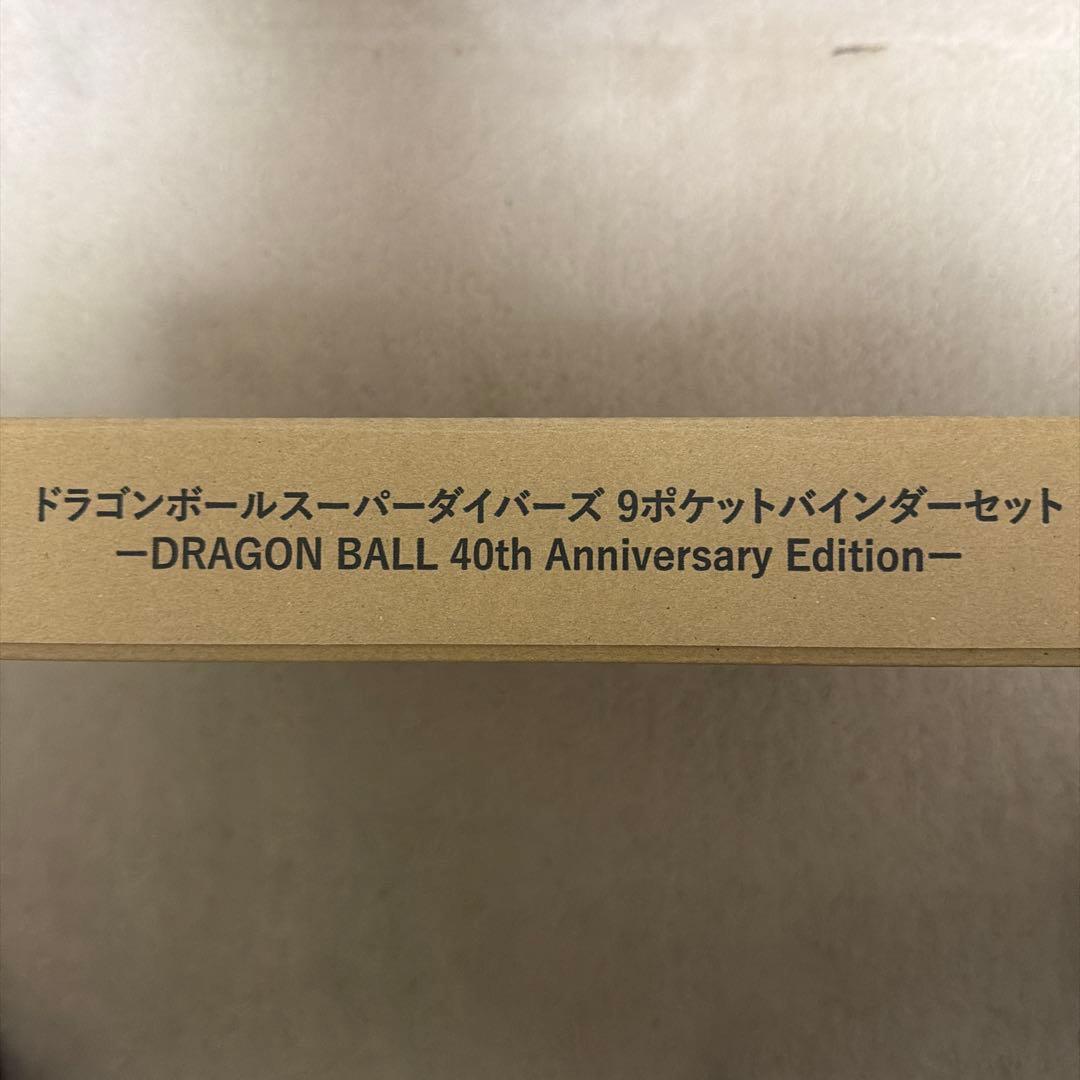 ドラゴンボールスーパーダイバーズ 9ポケットバインダーセット
ーDRAGON BALL 40th Anniversary Editionー